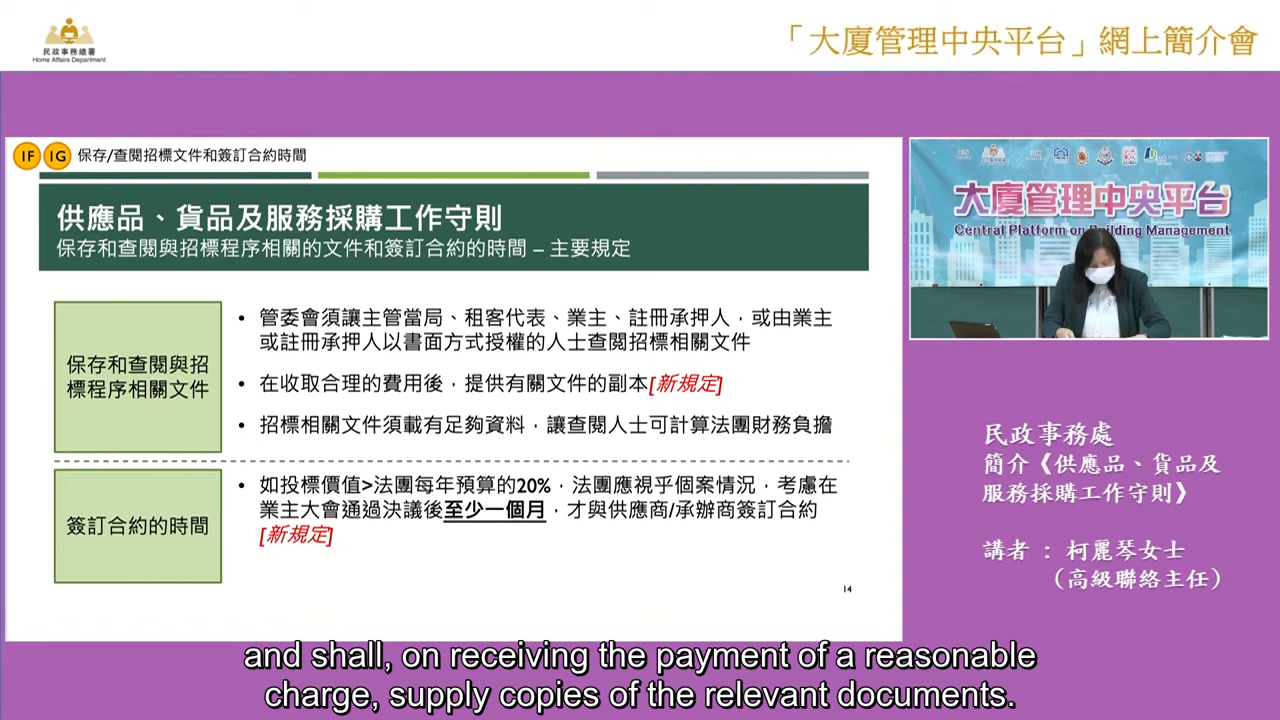 民政事務總署
Home Affairs Department
「大廈管理中央平台」網上簡介會
IF IG 保存/查閱招標文件和簽訂合約時間
供應品、貨品及服務採購工作守則
保存和查閱與招標程序相關的文件和簽訂合約的時間 – 主要規定
保存和查閱與招
標程序相關文件
• 管委會須讓主管當局、租客代表、業主、註冊承押人，或由業主
或註冊承押人以書面方式授權的人士查閱招標相關文件
• 在收取合理的費用後，提供有關文件的副本[新規定]
• 招標相關文件須載有足夠資料，讓查閱人士可計算法團財務負擔
簽訂合約的時間
• 如投標價值>法團每年預算的20%，法團應視乎個案情況，考慮在
業主大會通過決議後至少一個月，才與供應商/承辦商簽訂合約
[新規定]
14
大廈管理中央平台
Central Platform on Building Management
民政事務處
簡介《供應品、貨品及
服務採購工作守則》
講者 ： 柯麗琴女士
（高級聯絡主任）
and shall, on receiving the payment of a reasonable
charge, supply copies of the relevant documents.